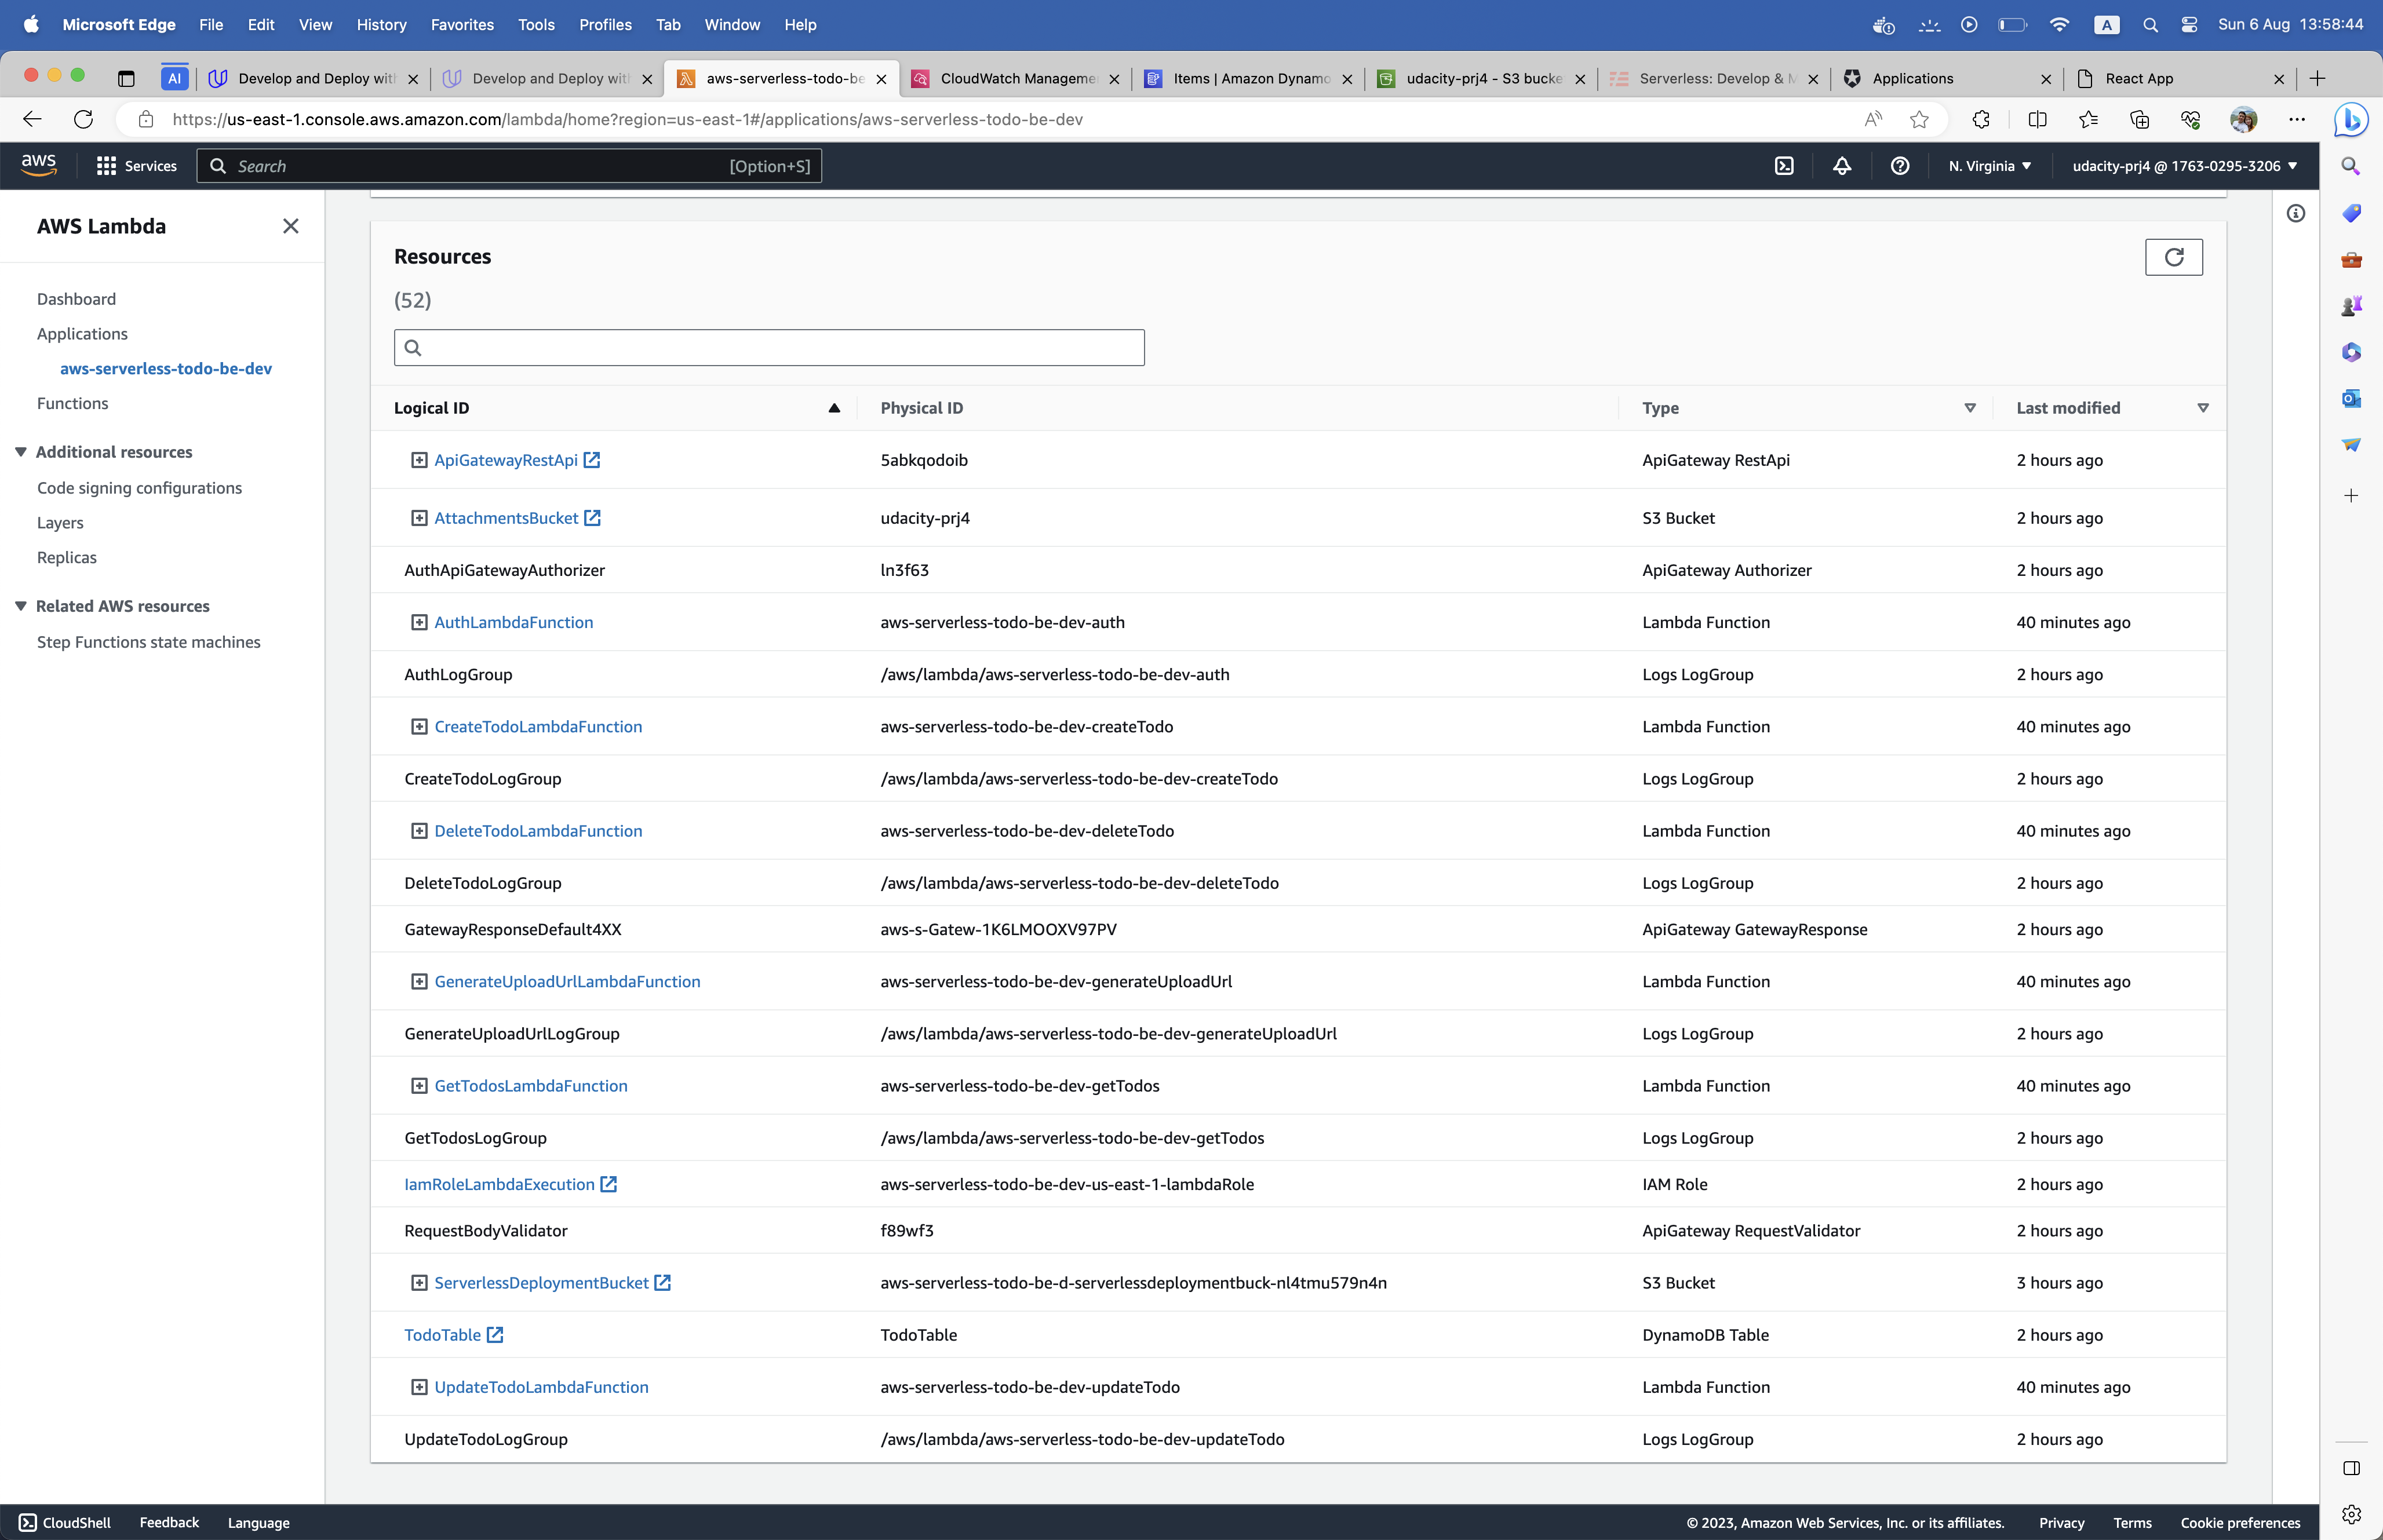 Microsoft Edge File Edit View History Favorites Tools Profiles Tab Window Help A Sun 6 Aug 13:58:44
AI Develop and Deploy with Develop and Deploy with aws-serverless-todo-be CloudWatch Manageme Items | Amazon Dynamo udacity-prj4 - S3 bucke Serverless: Develop & M Applications React App
https://us-east-1.console.aws.amazon.com/lambda/home?region=us-east-1#/applications/aws-serverless-todo-be-dev
aws Services Search [Option+S] N. Virginia udacity-prj4 @ 1763-0295-3206
AWS Lambda
Dashboard
Applications
aws-serverless-todo-be-dev
Functions
Additional resources
Code signing configurations
Layers
Replicas
Related AWS resources
Step Functions state machines
Resources
(52)
Logical ID Physical ID Type Last modified
ApiGatewayRestApi 5abkqodoib ApiGateway RestApi 2 hours ago
AttachmentsBucket udacity-prj4 S3 Bucket 2 hours ago
AuthApiGatewayAuthorizer ln3f63 ApiGateway Authorizer 2 hours ago
AuthLambdaFunction aws-serverless-todo-be-dev-auth Lambda Function 40 minutes ago
AuthLogGroup /aws/lambda/aws-serverless-todo-be-dev-auth Logs LogGroup 2 hours ago
CreateTodoLambdaFunction aws-serverless-todo-be-dev-createTodo Lambda Function 40 minutes ago
CreateTodoLogGroup /aws/lambda/aws-serverless-todo-be-dev-createTodo Logs LogGroup 2 hours ago
DeleteTodoLambdaFunction aws-serverless-todo-be-dev-deleteTodo Lambda Function 40 minutes ago
DeleteTodoLogGroup /aws/lambda/aws-serverless-todo-be-dev-deleteTodo Logs LogGroup 2 hours ago
GatewayResponseDefault4XX aws-s-Gatew-1K6LMOOXV97PV ApiGateway GatewayResponse 2 hours ago
GenerateUploadUrlLambdaFunction aws-serverless-todo-be-dev-generateUploadUrl Lambda Function 40 minutes ago
GenerateUploadUrlLogGroup /aws/lambda/aws-serverless-todo-be-dev-generateUploadUrl Logs LogGroup 2 hours ago
GetTodosLambdaFunction aws-serverless-todo-be-dev-getTodos Lambda Function 40 minutes ago
GetTodosLogGroup /aws/lambda/aws-serverless-todo-be-dev-getTodos Logs LogGroup 2 hours ago
IamRoleLambdaExecution aws-serverless-todo-be-dev-us-east-1-lambdaRole IAM Role 2 hours ago
RequestBodyValidator f89wf3 ApiGateway RequestValidator 2 hours ago
ServerlessDeploymentBucket aws-serverless-todo-be-d-serverlessdeploymentbuck-nl4tmu579n4n S3 Bucket 3 hours ago
TodoTable TodoTable DynamoDB Table 2 hours ago
UpdateTodoLambdaFunction aws-serverless-todo-be-dev-updateTodo Lambda Function 40 minutes ago
UpdateTodoLogGroup /aws/lambda/aws-serverless-todo-be-dev-updateTodo Logs LogGroup 2 hours ago
CloudShell Feedback Language © 2023, Amazon Web Services, Inc. or its affiliates. Privacy Terms Cookie preferences